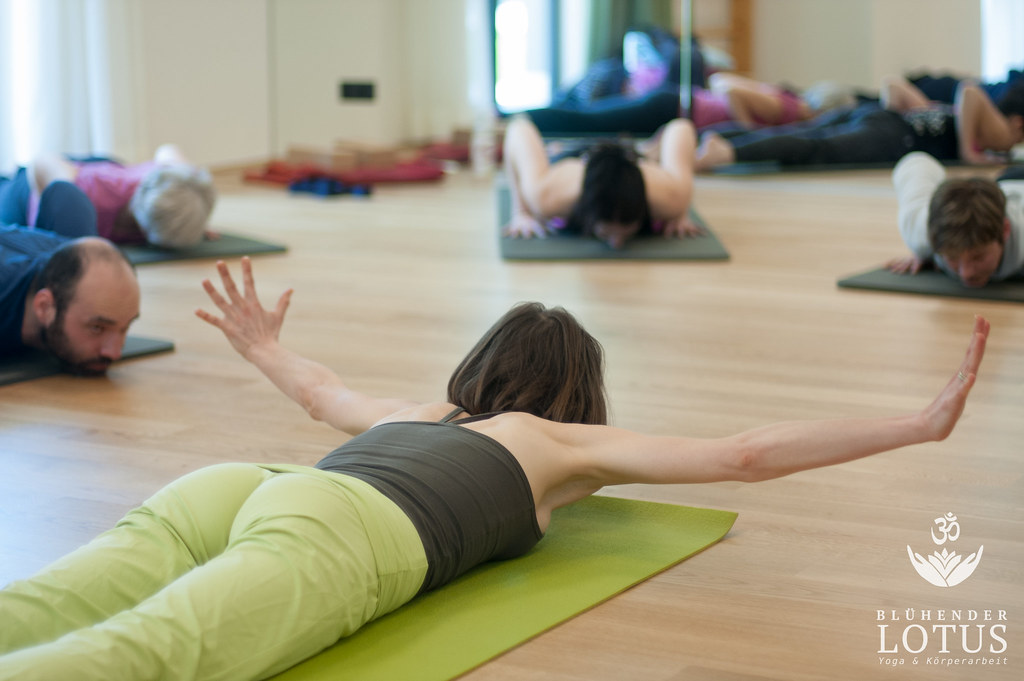 ॐ
BLÜHENDER
LOTUS
Yoga & Körperarbeit